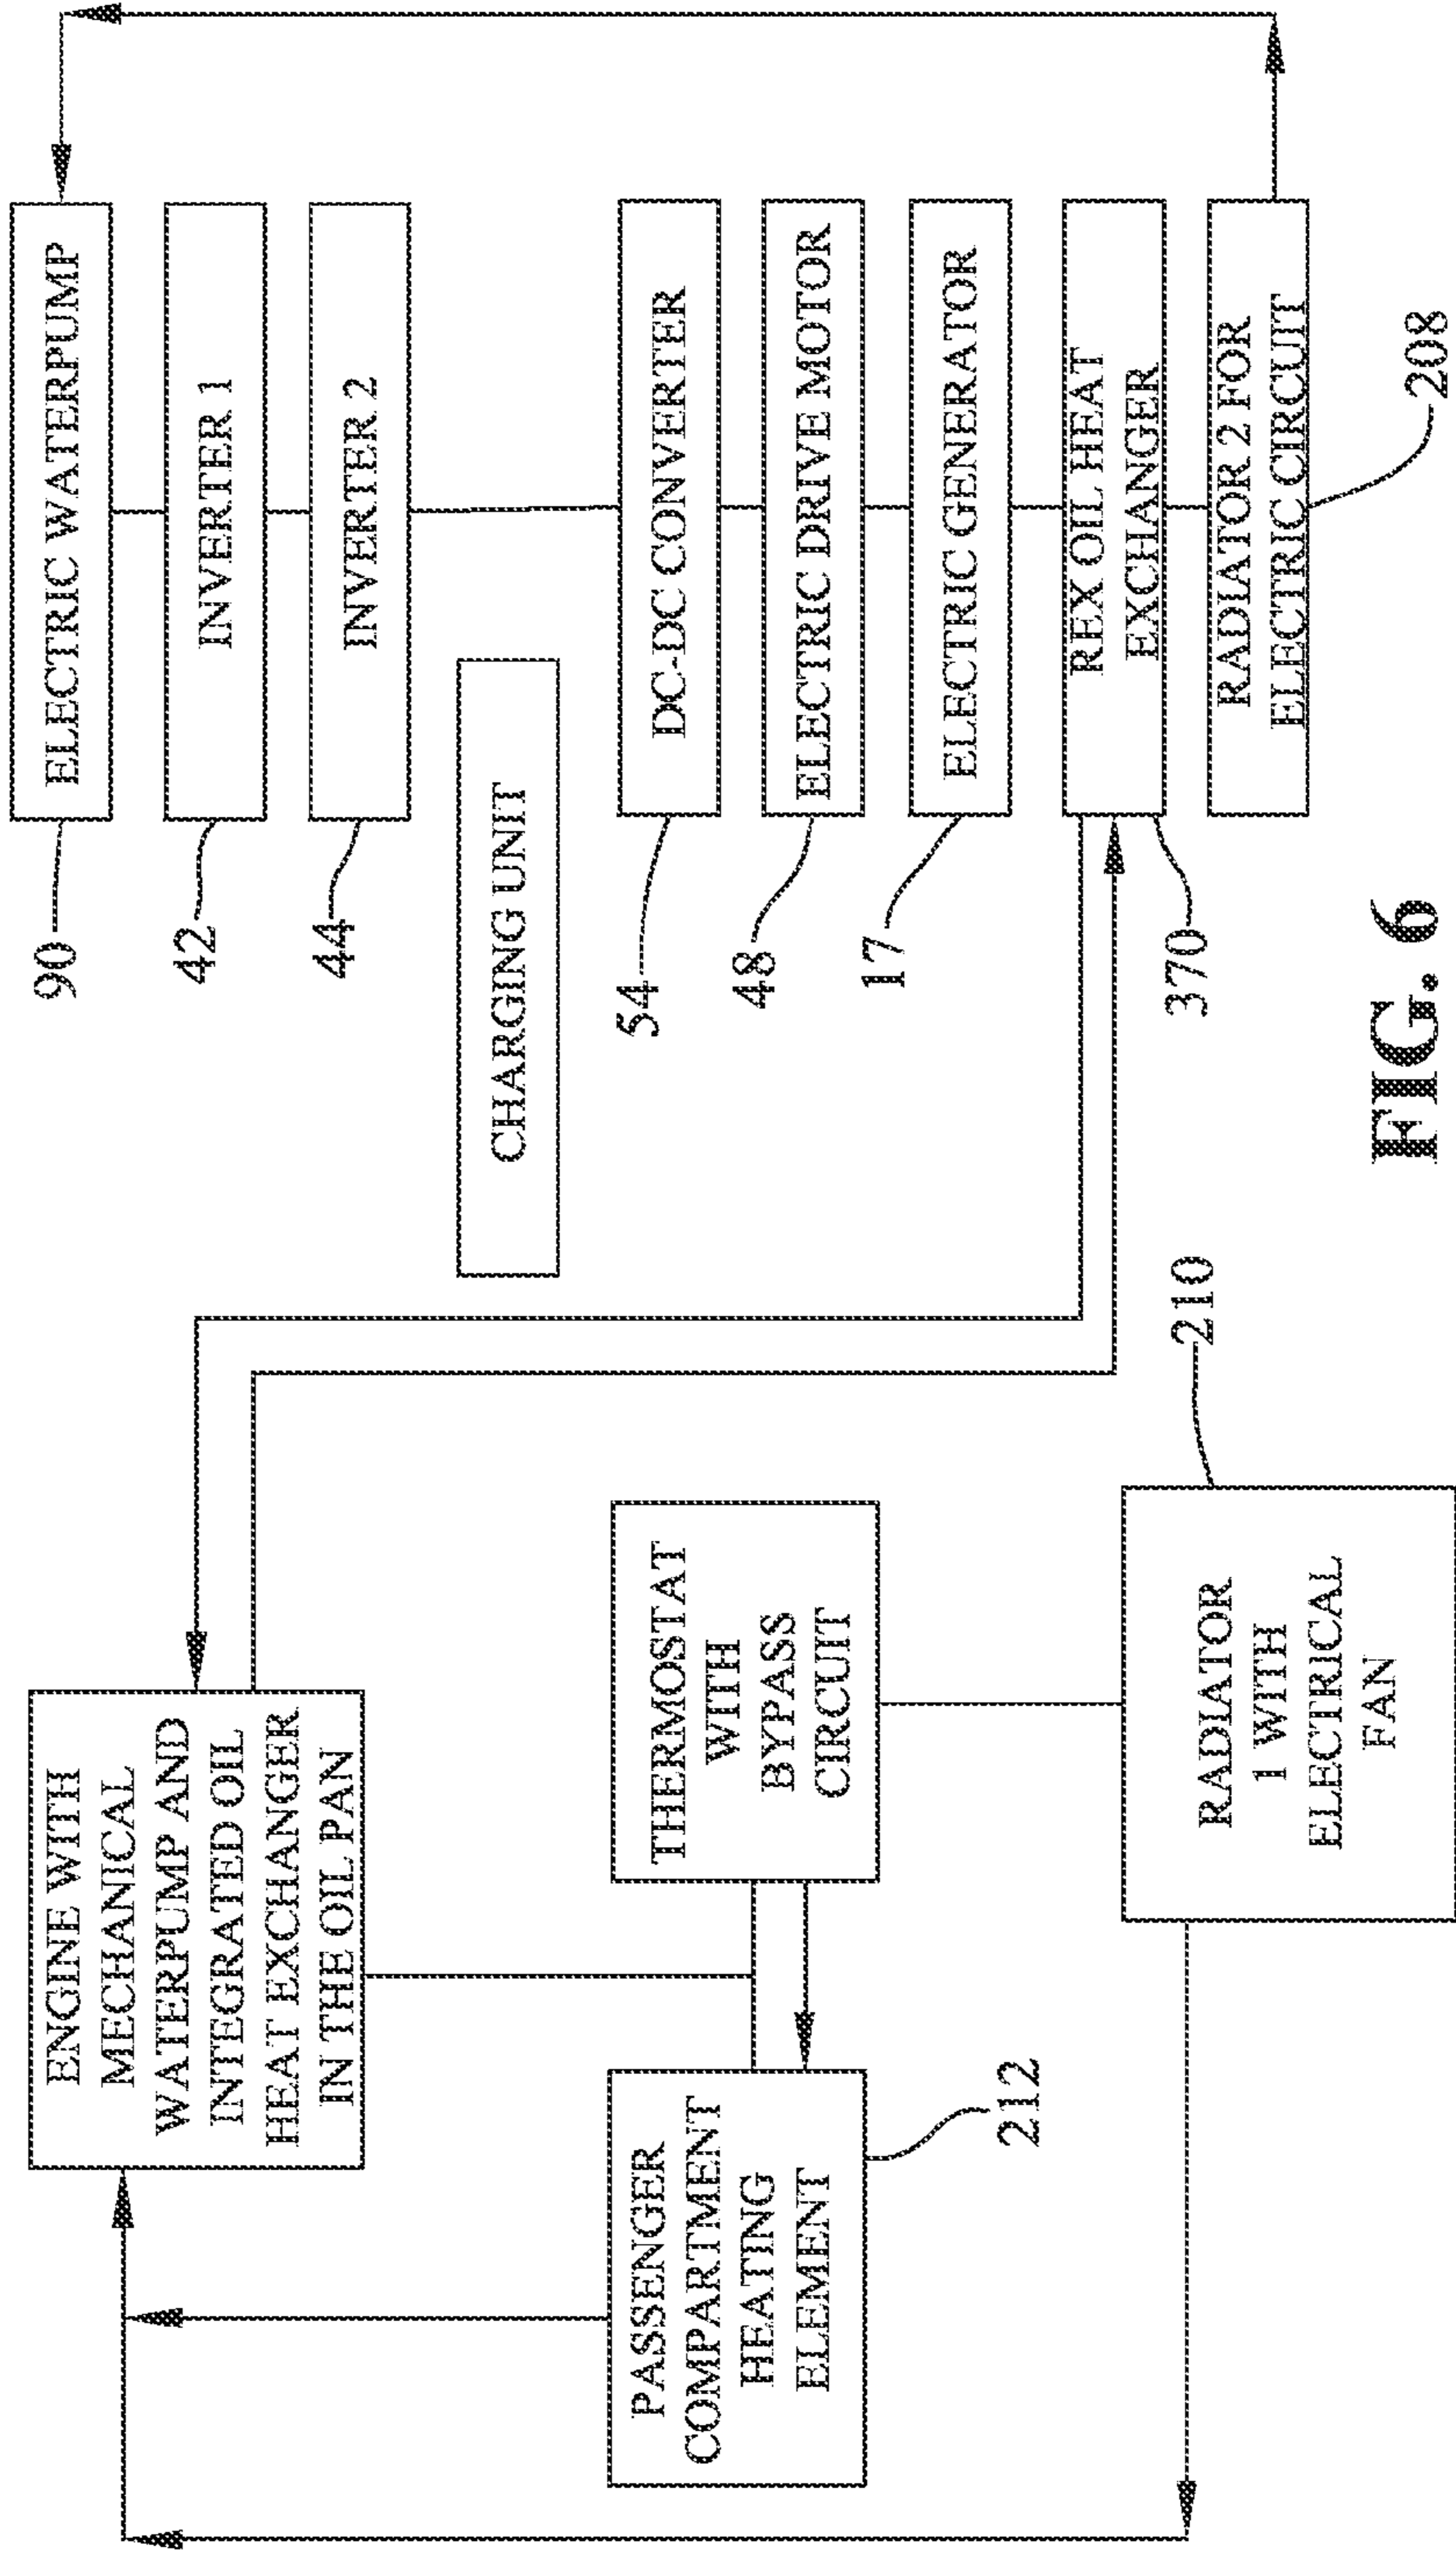 ENGINE WITH
MECHANICAL
WATERPUMP AND
INTEGRATED OIL
HEAT EXCHANGER
IN THE OIL PAN
PASSENGER
COMPARTMENT
HEATING
ELEMENT
212
THERMOSTAT
WITH
BYPASS
CIRCUIT
RADIATOR
1 WITH
ELECTRICAL
FAN
210
90
ELECTRIC WATERPUMP
42
INVERTER 1
44
INVERTER 2
CHARGING UNIT
54
DC-DC CONVERTER
48
ELECTRIC DRIVE MOTOR
17
ELECTRIC GENERATOR
370
REX OIL HEAT
EXCHANGER
RADIATOR 2 FOR
ELECTRIC CIRCUIT
208
FIG. 6